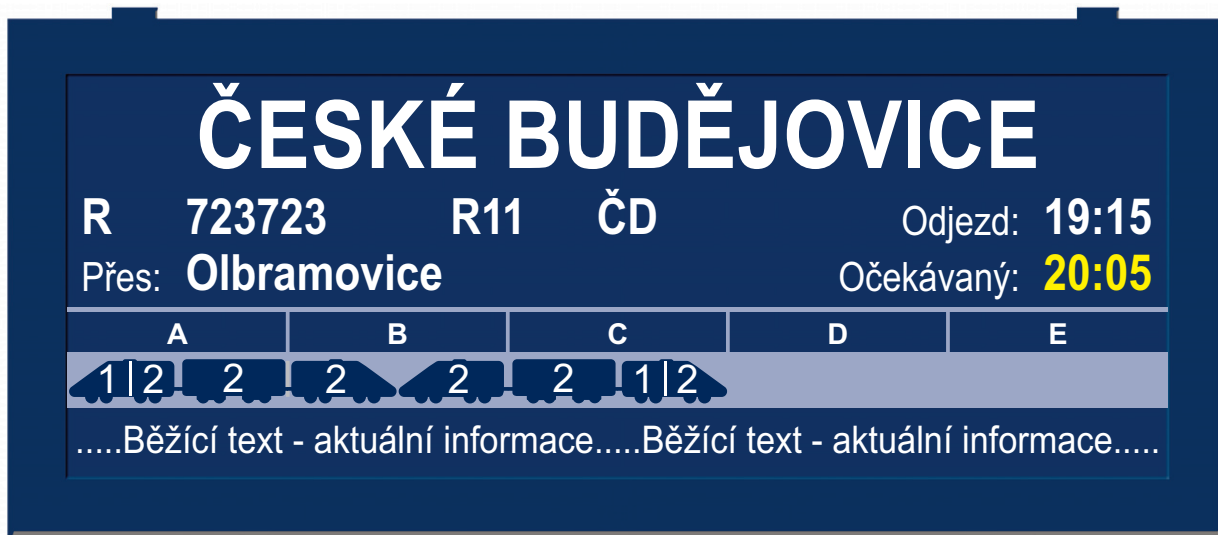 ČESKÉ BUDĚJOVICE
R 723723 R11 ČD Odjezd: 19:15
Přes: Olbramovice Očekávaný: 20:05
A B C D E
1 2 2 2 2 2 1 2
.....Běžící text - aktuální informace.....Běžící text - aktuální informace.....